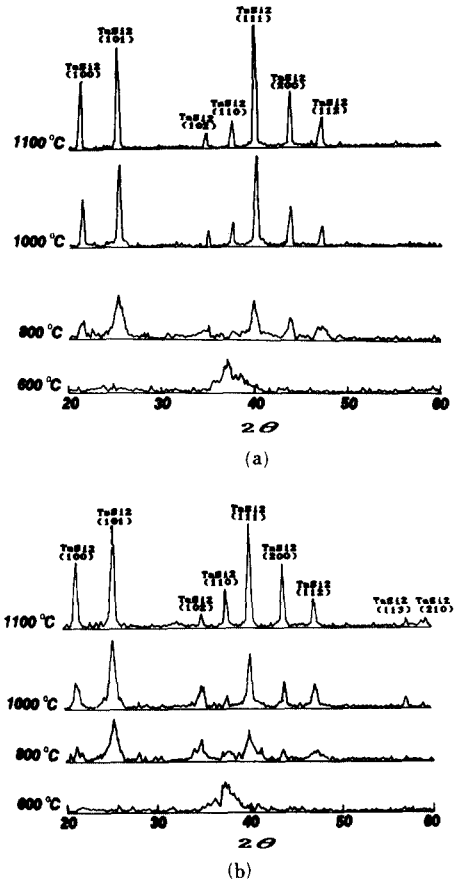 TaSi2
(111)
TaSi2
(101)
TaSi2
(100)
TaSi2
(200)
TaSi2
(110)
TaSi2
(102)
TaSi2
(112)
1100 °C
1000 °C
800 °C
600 °C
20 30 40 50 60
2θ
(a)
TaSi2
(111)
TaSi2
(101)
TaSi2
(100)
TaSi2
(200)
TaSi2
(110)
TaSi2
(112)
TaSi2
(102)
TaSi2
(113)
TaSi2
(210)
1100 °C
1000 °C
800 °C
600 °C
20 30 40 50 60
2θ
(b)